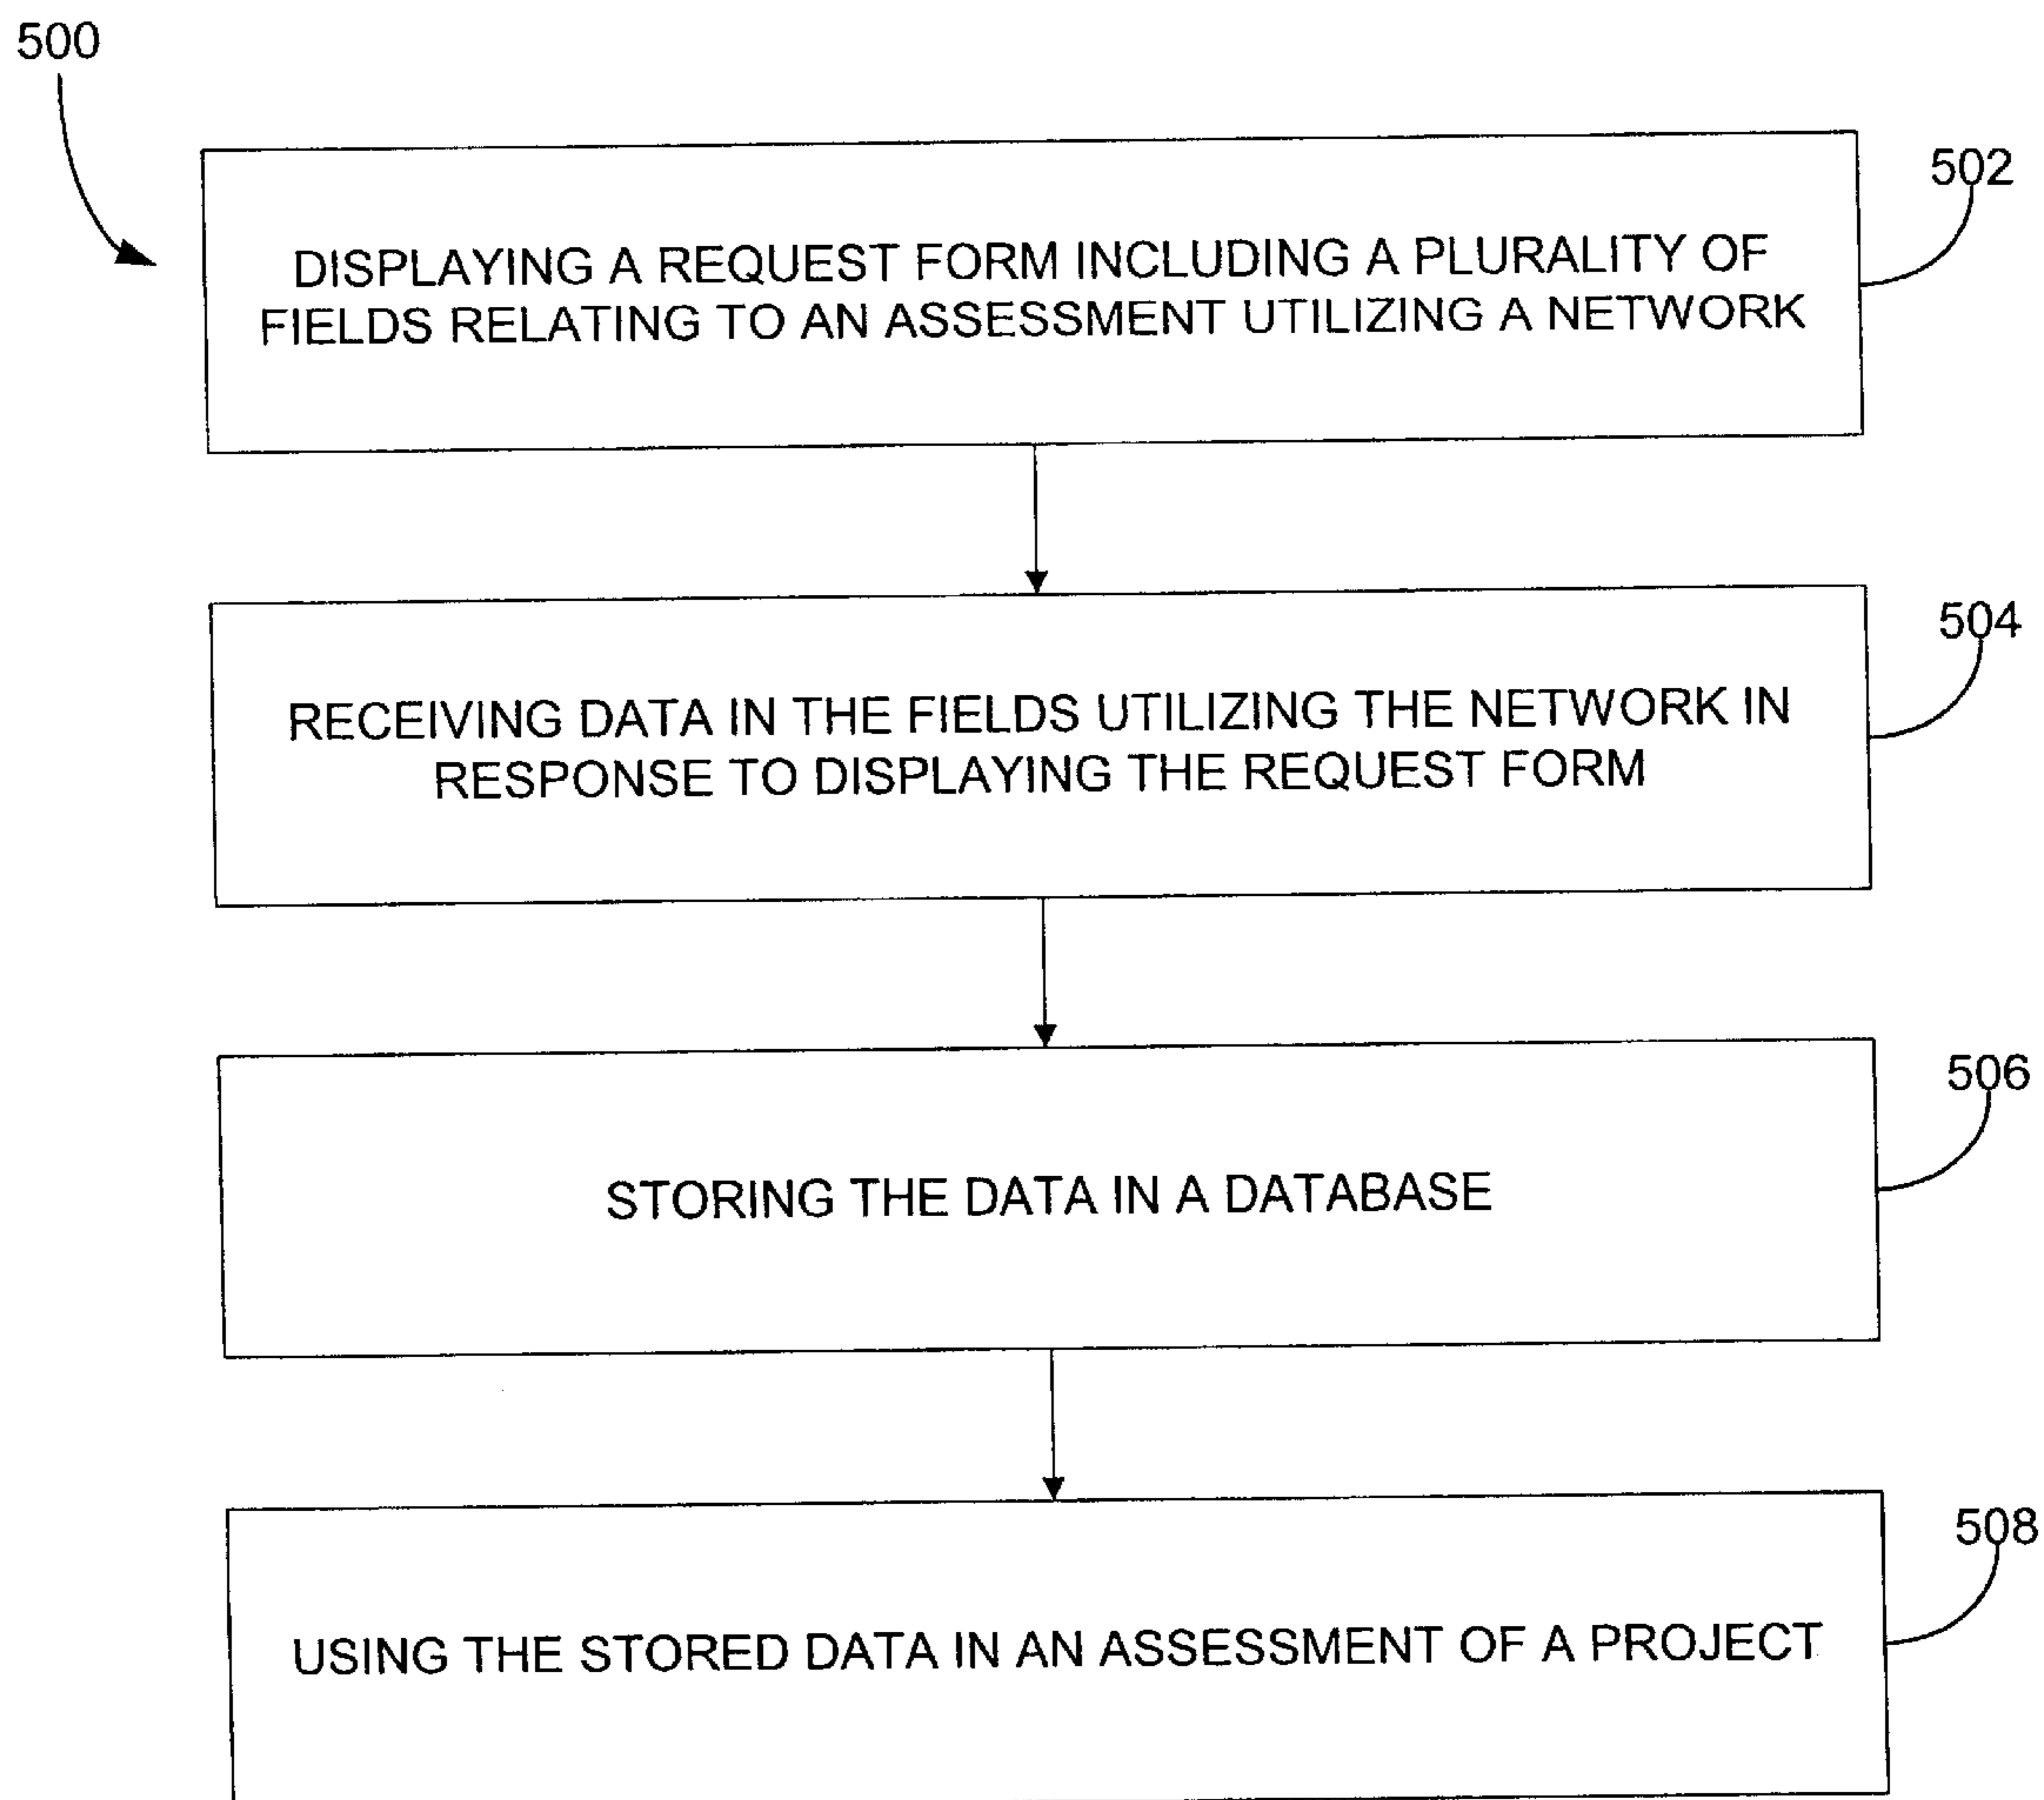 500
502
DISPLAYING A REQUEST FORM INCLUDING A PLURALITY OF
FIELDS RELATING TO AN ASSESSMENT UTILIZING A NETWORK
504
RECEIVING DATA IN THE FIELDS UTILIZING THE NETWORK IN
RESPONSE TO DISPLAYING THE REQUEST FORM
506
STORING THE DATA IN A DATABASE
508
USING THE STORED DATA IN AN ASSESSMENT OF A PROJECT